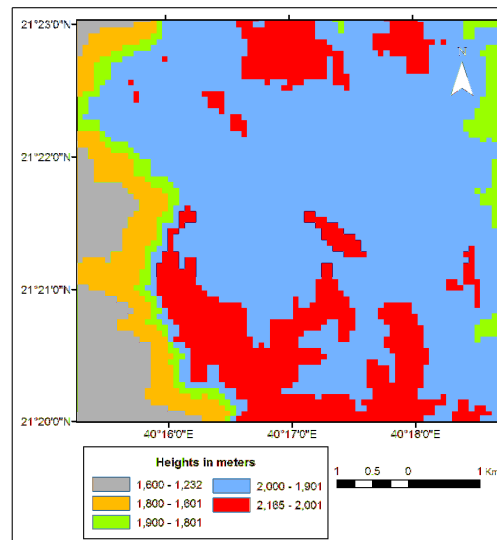 21°23'0"N
21°22'0"N
21°21'0"N
21°20'0"N
N
40°16'0"E
40°17'0"E
40°18'0"E
Heights in meters
1,600 - 1,232
1,800 - 1,601
1,900 - 1,801
2,000 - 1,901
2,165 - 2,001
1 0.5 0 1 Km